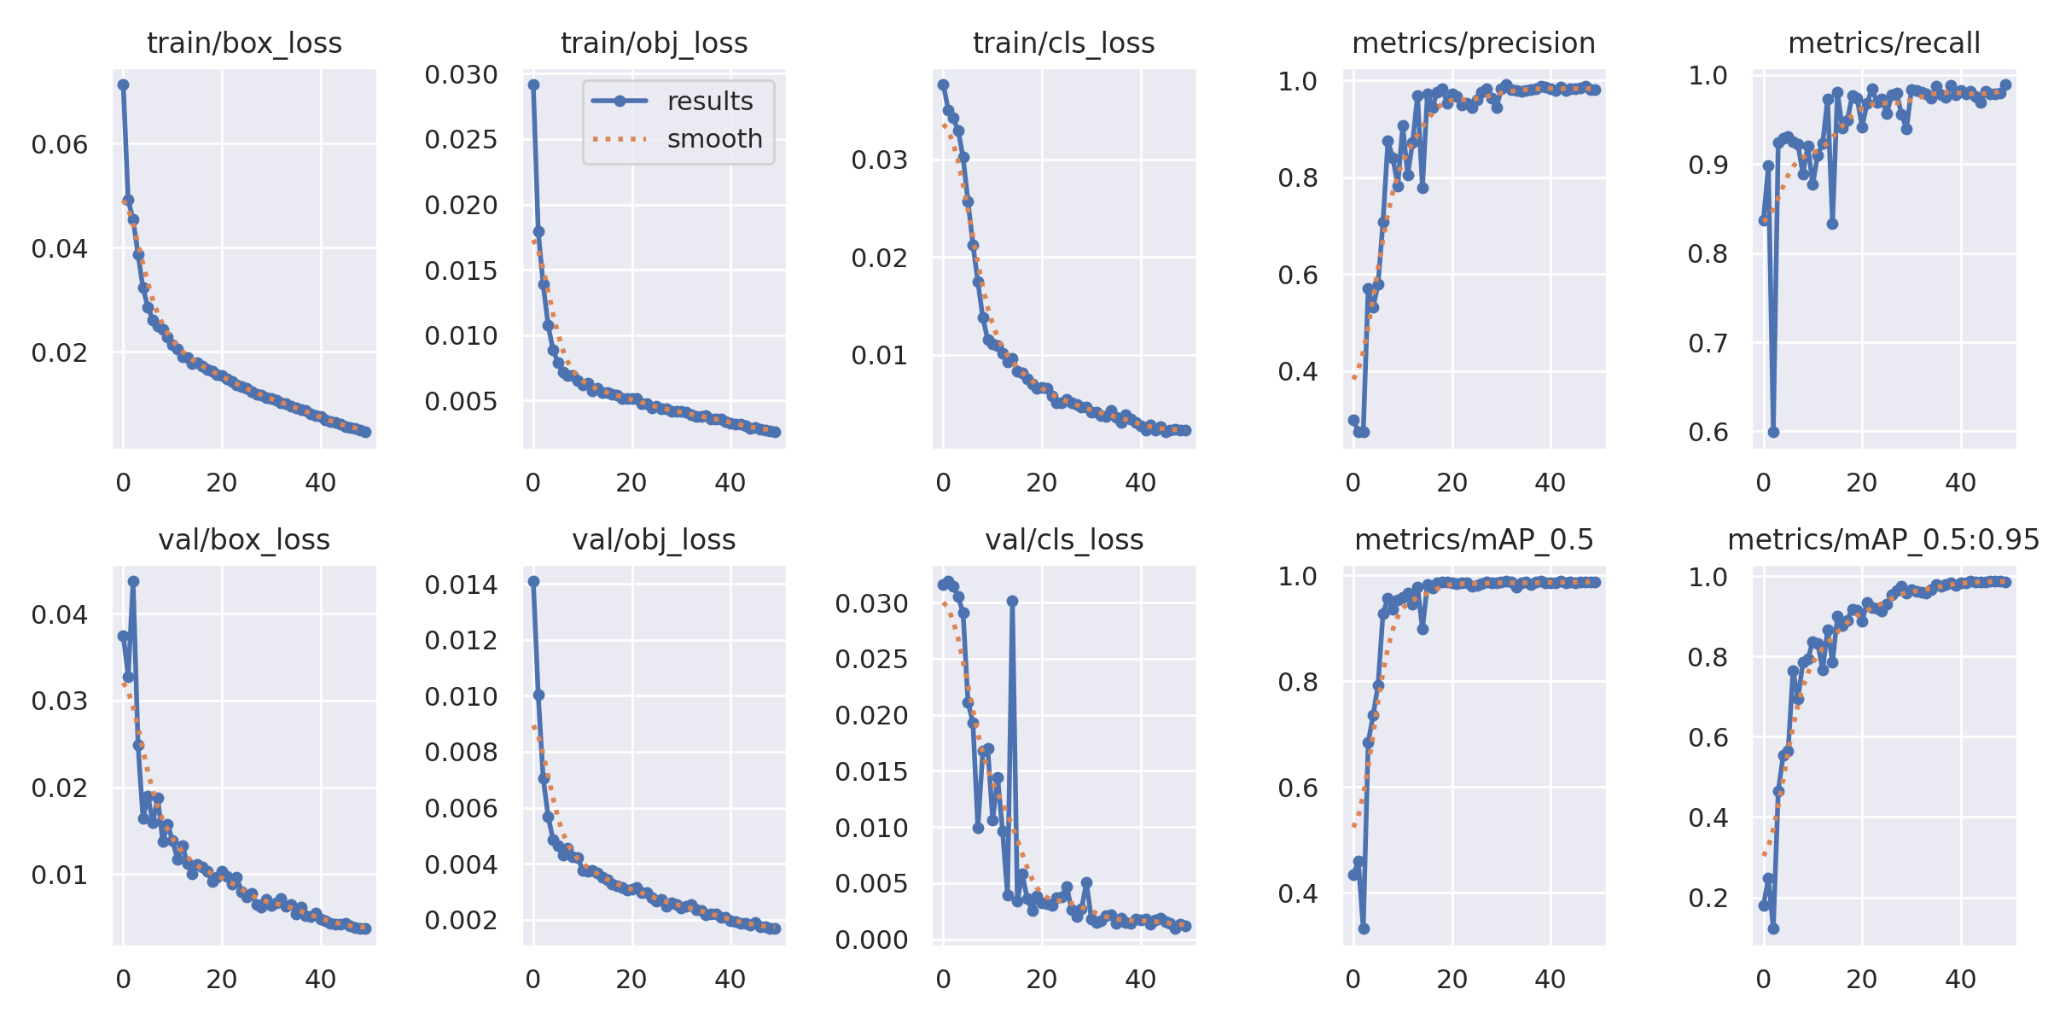 train/box_loss
0.06
0.04
0.02
0 20 40
train/obj_loss
results
smooth
0.030
0.025
0.020
0.015
0.010
0.005
0 20 40
train/cls_loss
0.03
0.02
0.01
0 20 40
metrics/precision
1.0
0.8
0.6
0.4
0 20 40
metrics/recall
1.0
0.9
0.8
0.7
0.6
0 20 40
val/box_loss
0.04
0.03
0.02
0.01
0 20 40
val/obj_loss
0.014
0.012
0.010
0.008
0.006
0.004
0.002
0 20 40
val/cls_loss
0.030
0.025
0.020
0.015
0.010
0.005
0.000
0 20 40
metrics/mAP_0.5
1.0
0.8
0.6
0.4
0 20 40
metrics/mAP_0.5:0.95
1.0
0.8
0.6
0.4
0.2
0 20 40